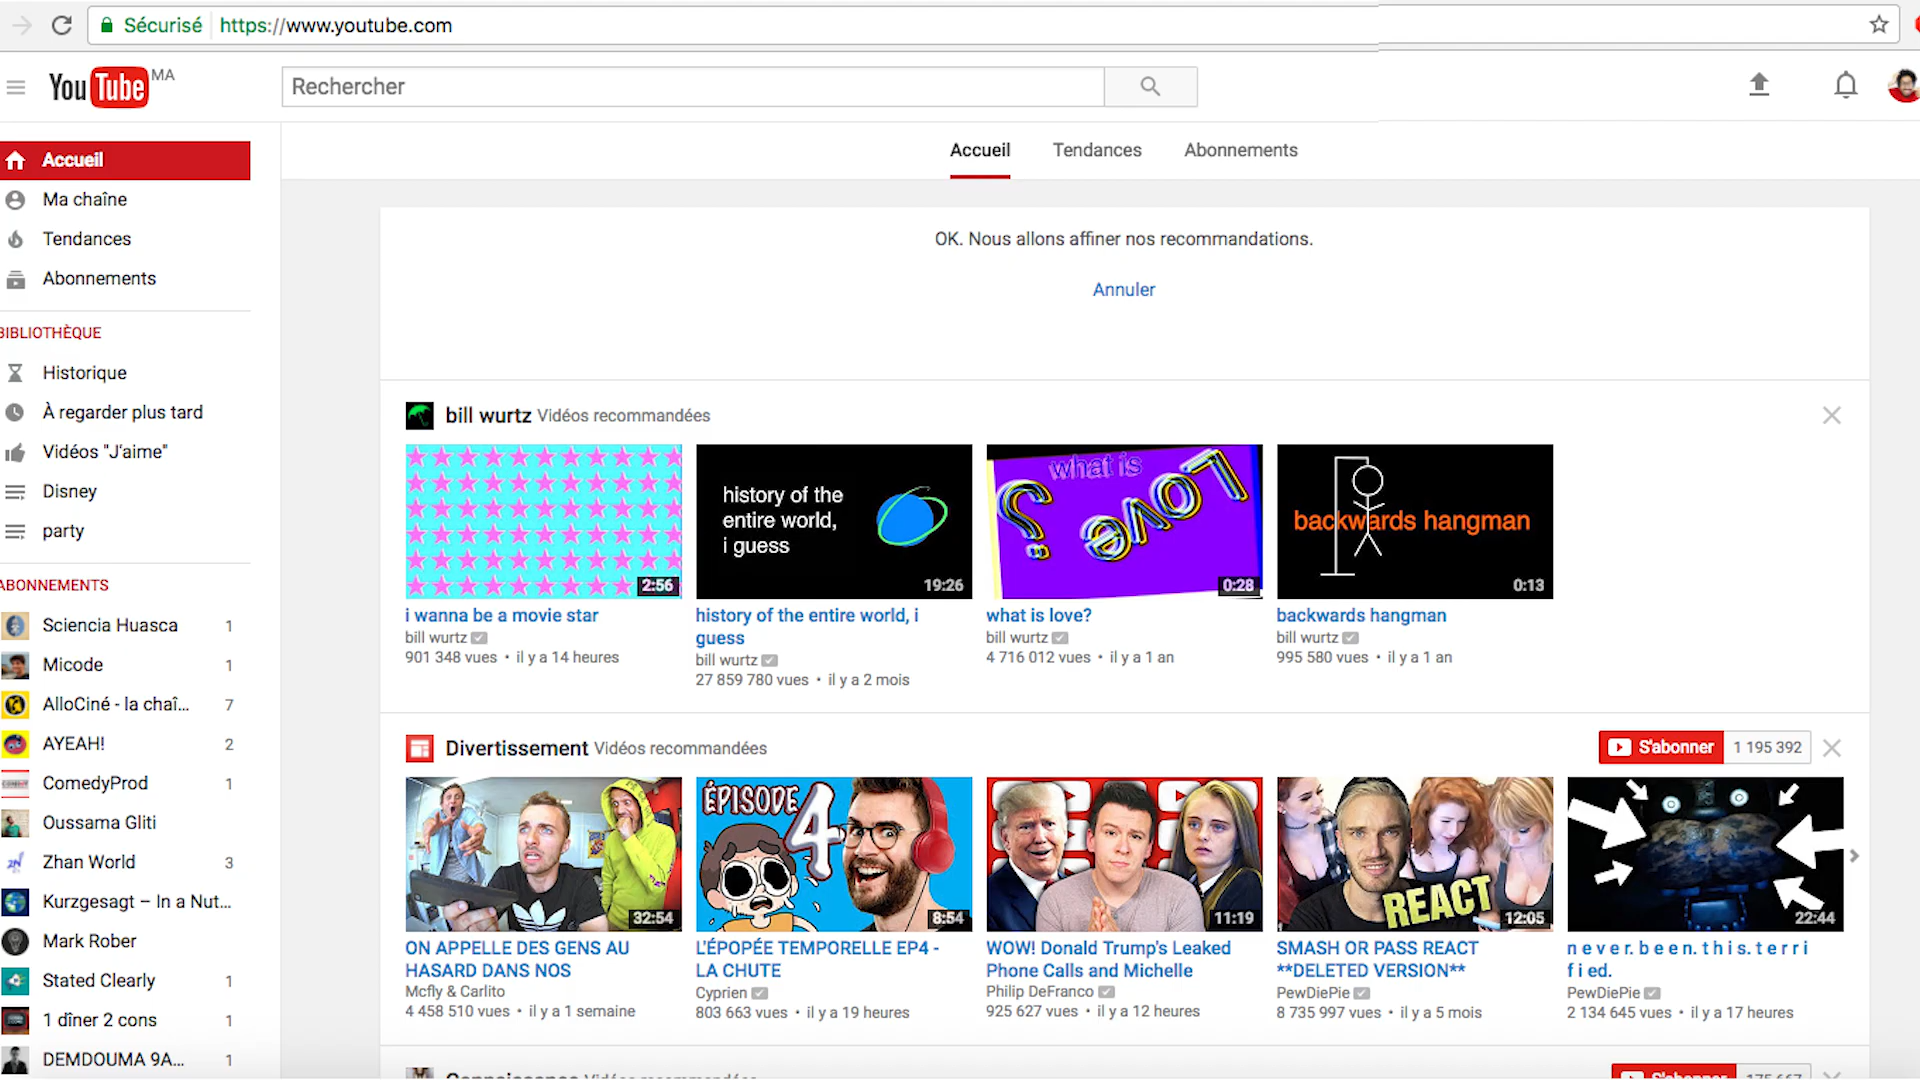 Sécurisé https://www.youtube.com
YouTube MA
Rechercher
Accueil
Ma chaîne
Tendances
Abonnements
BIBLIOTHÈQUE
Historique
À regarder plus tard
Vidéos "J'aime"
Disney
party
ABONNEMENTS
Sciencia Huasca 1
Micode 1
AlloCiné - la chaî... 7
AYEAH! 2
ComedyProd 1
Oussama Gliti
Zhan World 3
Kurzgesagt – In a Nut...
Mark Rober
Stated Clearly 1
1 dîner 2 cons 1
DEMDOUMA 9A... 1
Accueil Tendances Abonnements
OK. Nous allons affiner nos recommandations.
Annuler
bill wurtz Vidéos recommandées
2:56
i wanna be a movie star
bill wurtz
901 348 vues • il y a 14 heures
history of the
entire world,
i guess
19:26
history of the entire world, i
guess
bill wurtz
27 859 780 vues • il y a 2 mois
what is
love
?
0:28
what is love?
bill wurtz
4 716 012 vues • il y a 1 an
backwards hangman
0:13
backwards hangman
bill wurtz
995 580 vues • il y a 1 an
Divertissement Vidéos recommandées
S'abonner 1 195 392
32:54
ON APPELLE DES GENS AU
HASARD DANS NOS
Mcfly & Carlito
4 458 510 vues • il y a 1 semaine
ÉPISODE
4
8:54
L'ÉPOPÉE TEMPORELLE EP4 -
LA CHUTE
Cyprien
803 663 vues • il y a 19 heures
11:19
WOW! Donald Trump's Leaked
Phone Calls and Michelle
Philip DeFranco
925 627 vues • il y a 12 heures
REACT
12:05
SMASH OR PASS REACT
**DELETED VERSION**
PewDiePie
8 735 997 vues • il y a 5 mois
22:44
n e v e r. b e e n. t h i s. t e r r i
f i ed.
PewDiePie
2 134 645 vues • il y a 17 heures